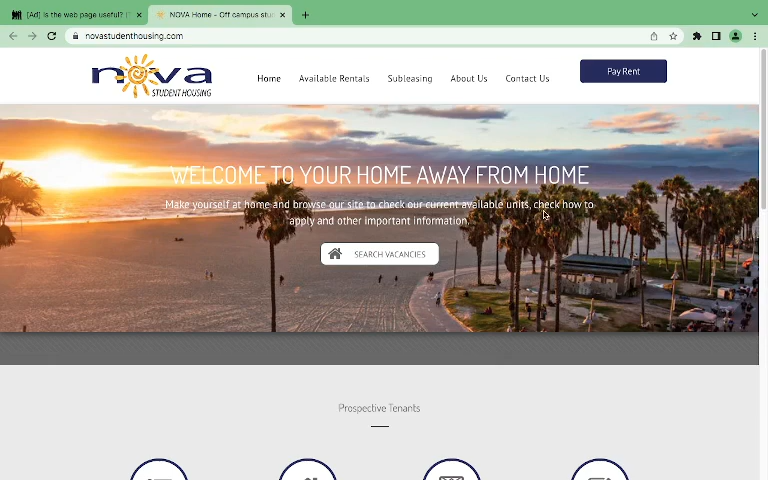 [Ad] Is the web page useful? (
NOVA Home - Off campus stu
novastudenthousing.com
nova
STUDENT HOUSING
Home Available Rentals Subleasing About Us Contact Us Pay Rent
WELCOME TO YOUR HOME AWAY FROM HOME
Make yourself at home and browse our site to check our current available units, check how to
apply and other important information.
SEARCH VACANCIES
Prospective Tenants